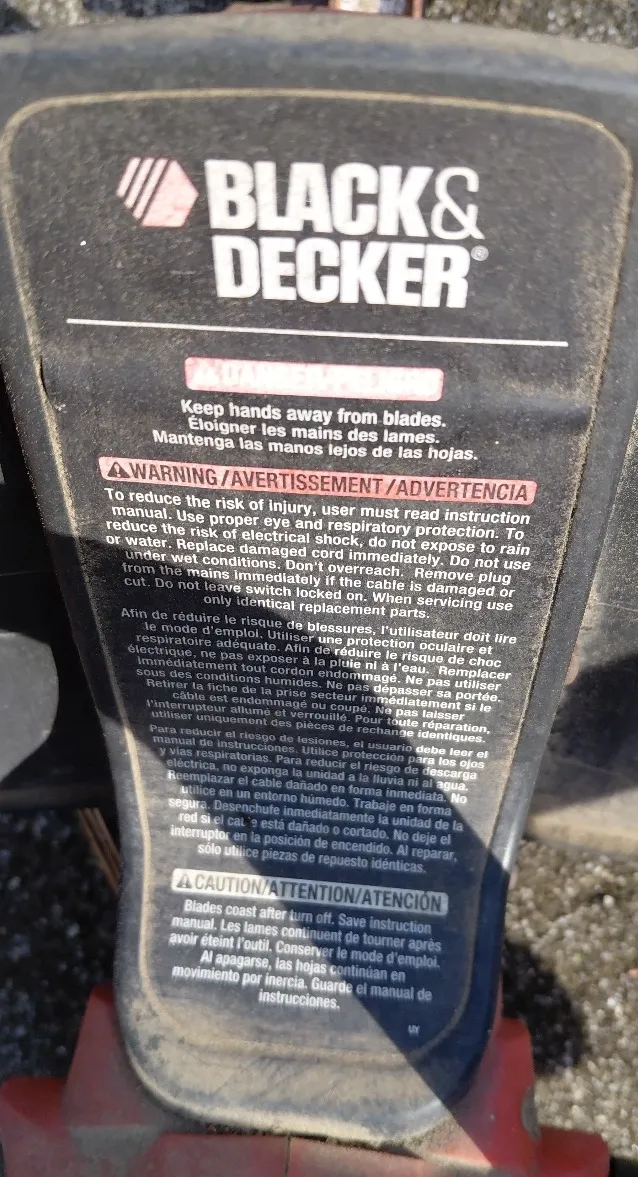 BLACK&
DECKER®
DANGER/PELIGRO
Keep hands away from blades.
Éloigner les mains des lames.
Mantenga las manos lejos de las hojas.
WARNING/AVERTISSEMENT/ADVERTENCIA
To reduce the risk of injury, user must read instruction
manual. Use proper eye and respiratory protection. To
reduce the risk of electrical shock, do not expose to rain
or water. Replace damaged cord immediately. Do not use
under wet conditions. Don't overreach. Remove plug
from the mains immediately if the cable is damaged or
cut. Do not leave switch locked on. When servicing use
only identical replacement parts.
Afin de réduire le risque de blessures, l'utilisateur doit lire
le mode d'emploi. Utiliser une protection oculaire et
respiratoire adéquate. Afin de réduire le risque de choc
électrique, ne pas exposer à la pluie ni à l'eau. Remplacer
immédiatement tout cordon endommagé. Ne pas utiliser
sous des conditions humides. Ne pas dépasser sa portée.
Retirer la fiche de la prise secteur immédiatement si le
câble est endommagé ou coupé. Ne pas laisser
l'interrupteur allumé et verrouillé. Pour toute réparation,
utiliser uniquement des pièces de rechange identiques.
Para reducir el riesgo de lesiones, el usuario debe leer el
manual de instrucciones. Utilice protección para los ojos
y vías respiratorias. Para reducir el riesgo de descarga
eléctrica, no exponga la unidad a la lluvia ni al agua.
Reemplazar el cable dañado en forma inmediata. No
utilice en un entorno húmedo. Trabaje en forma
segura. Desenchufe inmediatamente la unidad de la
red si el cable está dañado o cortado. No deje el
interruptor en la posición de encendido. Al reparar,
sólo utilice piezas de repuesto idénticas.
CAUTION/ATTENTION/ATENCIÓN
Blades coast after turn off. Save instruction
manual. Les lames continuent de tourner après
avoir éteint l'outil. Conserver le mode d'emploi.
Al apagarse, las hojas continúan en
movimiento por inercia. Guarde el manual de
instrucciones.
UY